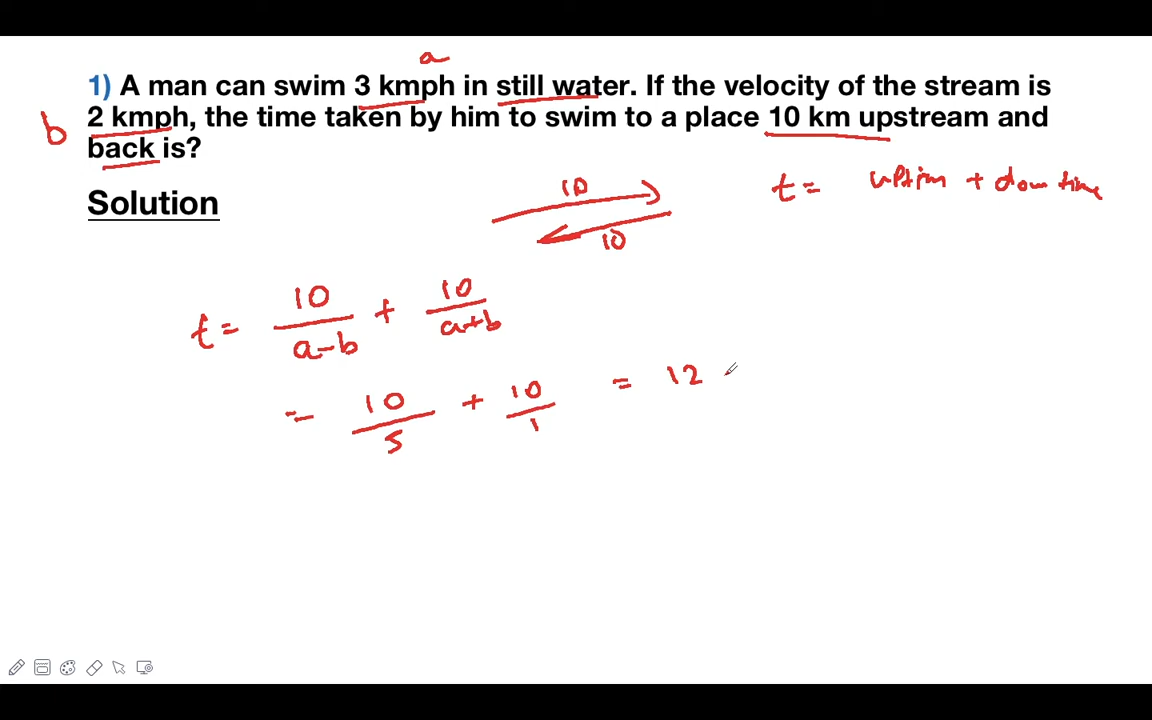 a
1) A man can swim 3 kmph in still water. If the velocity of the stream is
b 2 kmph, the time taken by him to swim to a place 10 km upstream and
back is?
Solution
10
10
t = uptim + down time
t = 10/(a-b) + 10/(a+b)
= 10/5 + 10/1 = 12